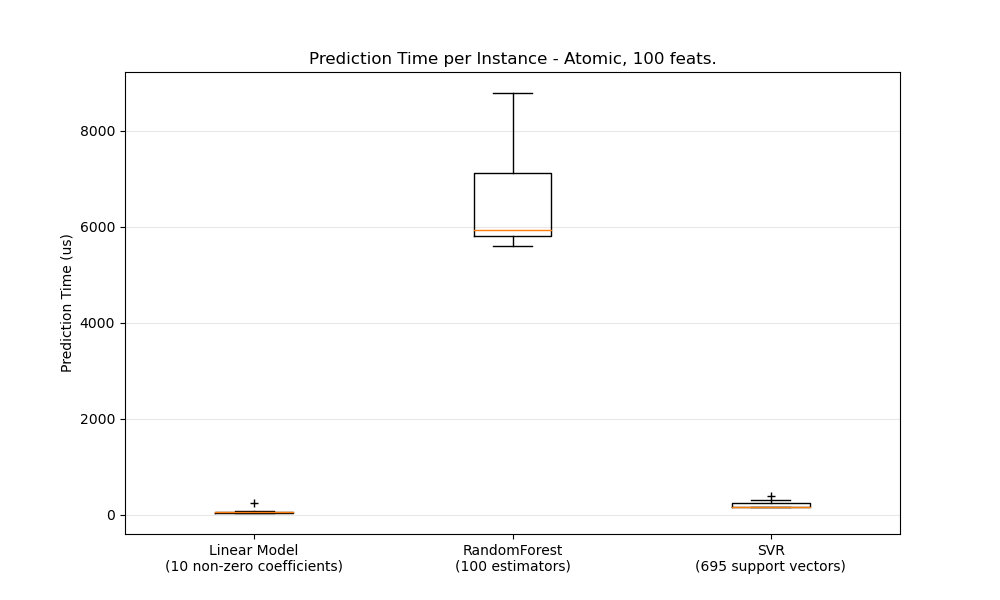 Prediction Time per Instance - Atomic, 100 feats.
Prediction Time (us)
8000
6000
4000
2000
0
Linear Model
(10 non-zero coefficients)
RandomForest
(100 estimators)
SVR
(695 support vectors)